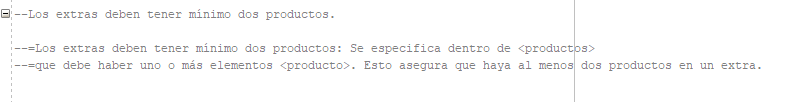 --Los extras deben tener mínimo dos productos.
--=Los extras deben tener mínimo dos productos: Se especifica dentro de <productos>
--=que debe haber uno o más elementos <producto>. Esto asegura que haya al menos dos productos en un extra.